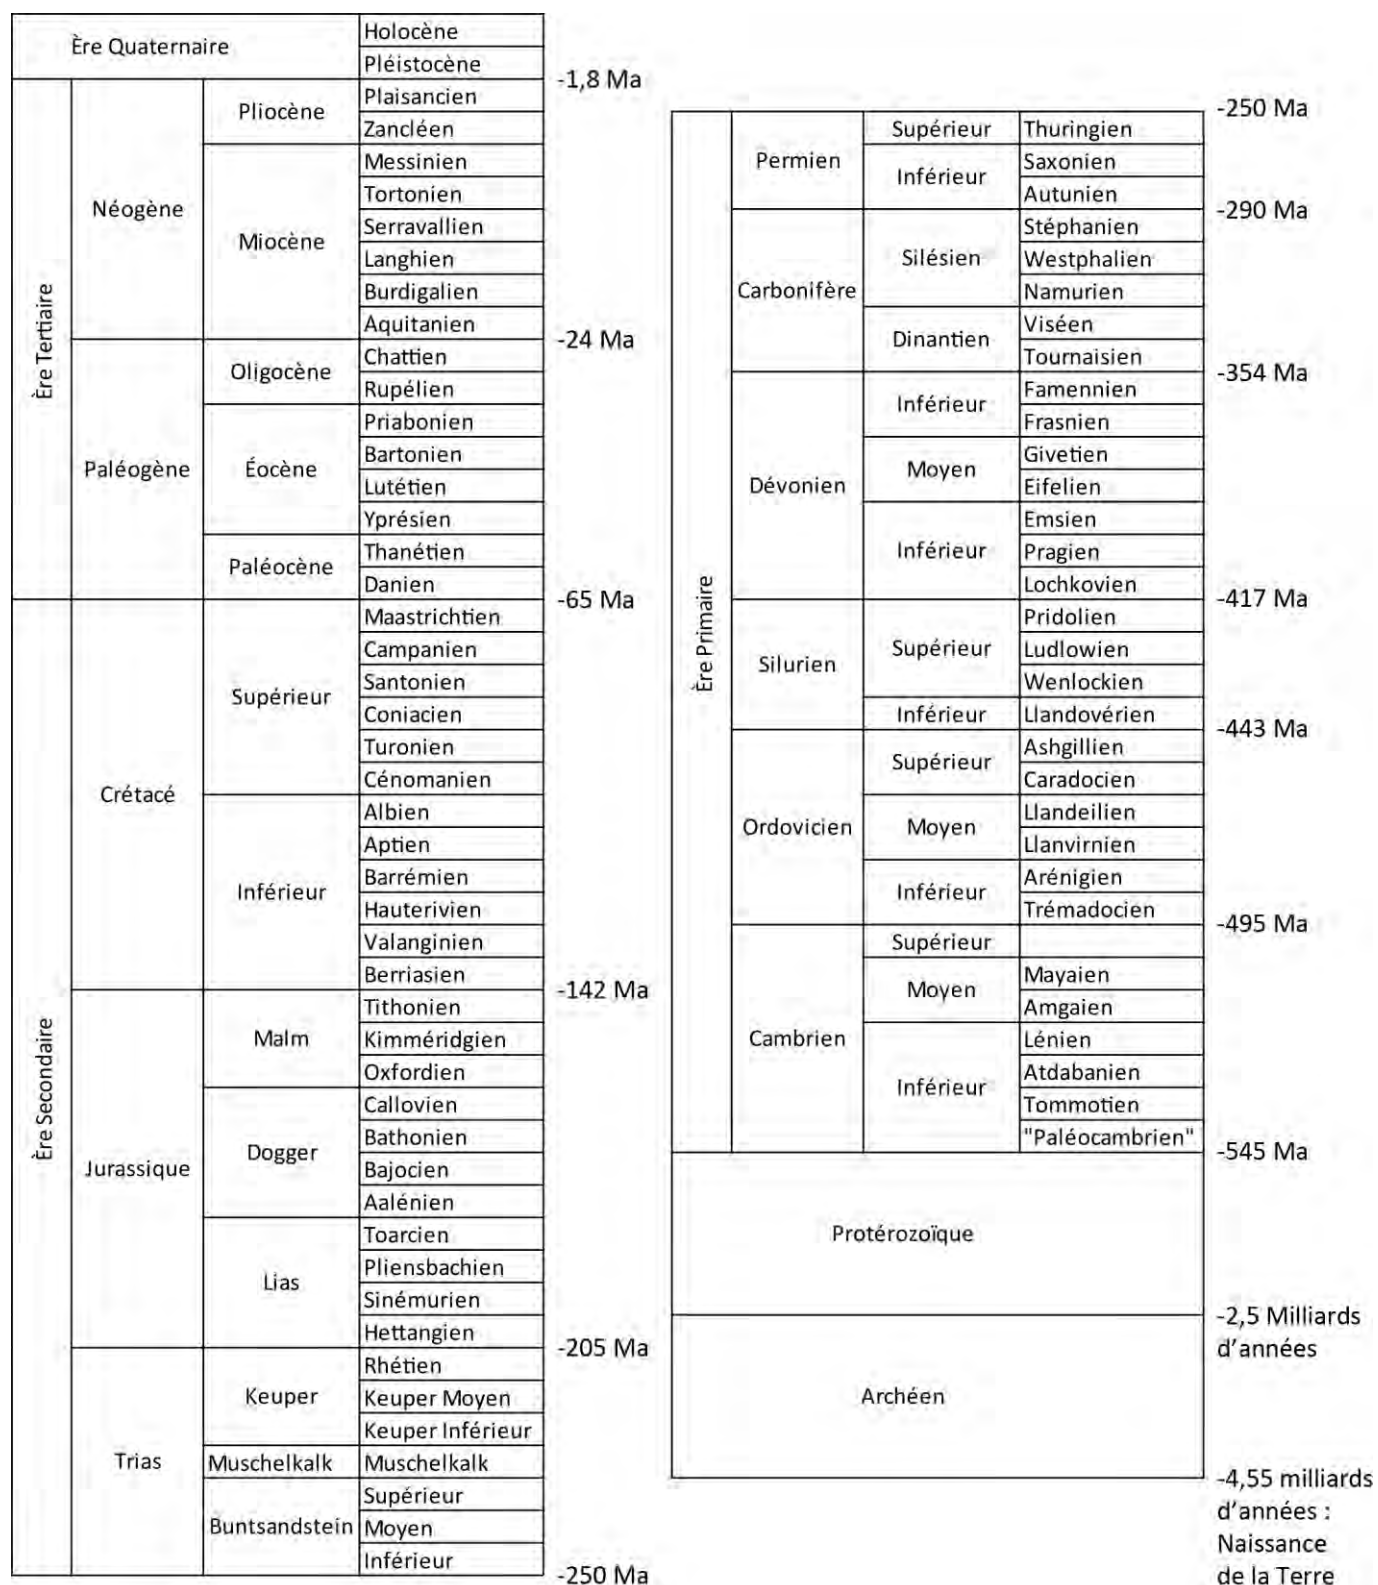 Ère Quaternaire
Holocène
Pléistocène
-1,8 Ma
Ère Tertiaire
Néogène
Pliocène
Plaisancien
Zancléen
Miocène
Messinien
Tortonien
Serravallien
Langhien
Burdigalien
Aquitanien
-24 Ma
Paléogène
Oligocène
Chattien
Rupélien
Éocène
Priabonien
Bartonien
Lutétien
Yprésien
Paléocène
Thanétien
Danien
-65 Ma
Ère Secondaire
Crétacé
Supérieur
Maastrichtien
Campanien
Santonien
Coniacien
Turonien
Cénomanien
Inférieur
Albien
Aptien
Barrémien
Hauterivien
Valanginien
Berriasien
-142 Ma
Jurassique
Malm
Tithonien
Kimméridgien
Oxfordien
Dogger
Callovien
Bathonien
Bajocien
Aalénien
Lias
Toarcien
Pliensbachien
Sinémurien
Hettangien
-205 Ma
Trias
Keuper
Rhétien
Keuper Moyen
Keuper Inférieur
Muschelkalk
Muschelkalk
Buntsandstein
Supérieur
Moyen
Inférieur
-250 Ma
-250 Ma
Ère Primaire
Permien
Supérieur
Thuringien
Inférieur
Saxonien
Autunien
-290 Ma
Carbonifère
Silésien
Stéphanien
Westphalien
Namurien
Dinantien
Viséen
Tournaisien
-354 Ma
Dévonien
Inférieur
Famennien
Frasnien
Moyen
Givetien
Eifelien
Inférieur
Emsien
Pragien
Lochkovien
-417 Ma
Silurien
Supérieur
Pridolien
Ludlowien
Wenlockien
Inférieur
Llandovérien
-443 Ma
Ordovicien
Supérieur
Ashgillien
Caradocien
Moyen
Llandeilien
Llanvirnien
Inférieur
Arénigien
Trémadocien
-495 Ma
Cambrien
Supérieur
Moyen
Mayaien
Amgaien
Inférieur
Lénien
Atdabanien
Tommotien
"Paléocambrien"
-545 Ma
Protérozoïque
-2,5 Milliards
d'années
Archéen
-4,55 milliards
d'années :
Naissance
de la Terre